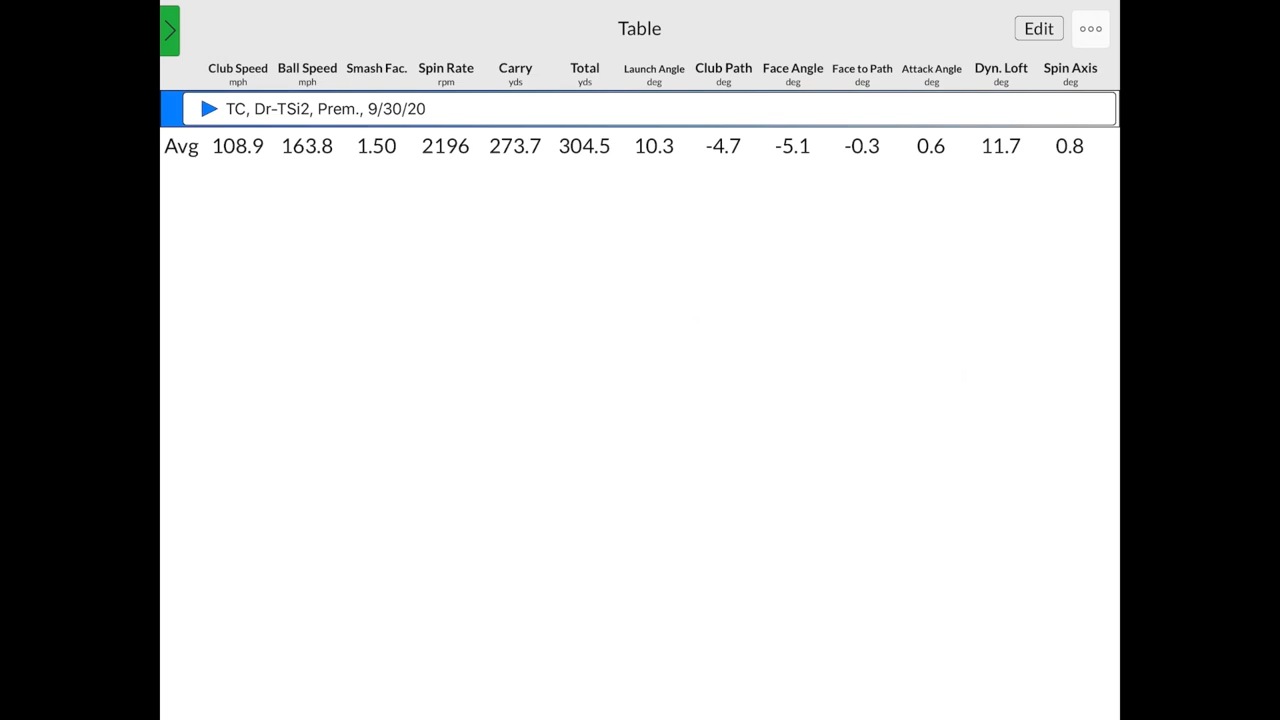 Table
Edit
Club Speed Ball Speed Smash Fac. Spin Rate Carry Total Launch Angle Club Path Face Angle Face to Path Attack Angle Dyn. Loft Spin Axis
mph mph rpm yds yds deg deg deg deg deg deg deg
TC, Dr-TSi2, Prem., 9/30/20
Avg 108.9 163.8 1.50 2196 273.7 304.5 10.3 -4.7 -5.1 -0.3 0.6 11.7 0.8